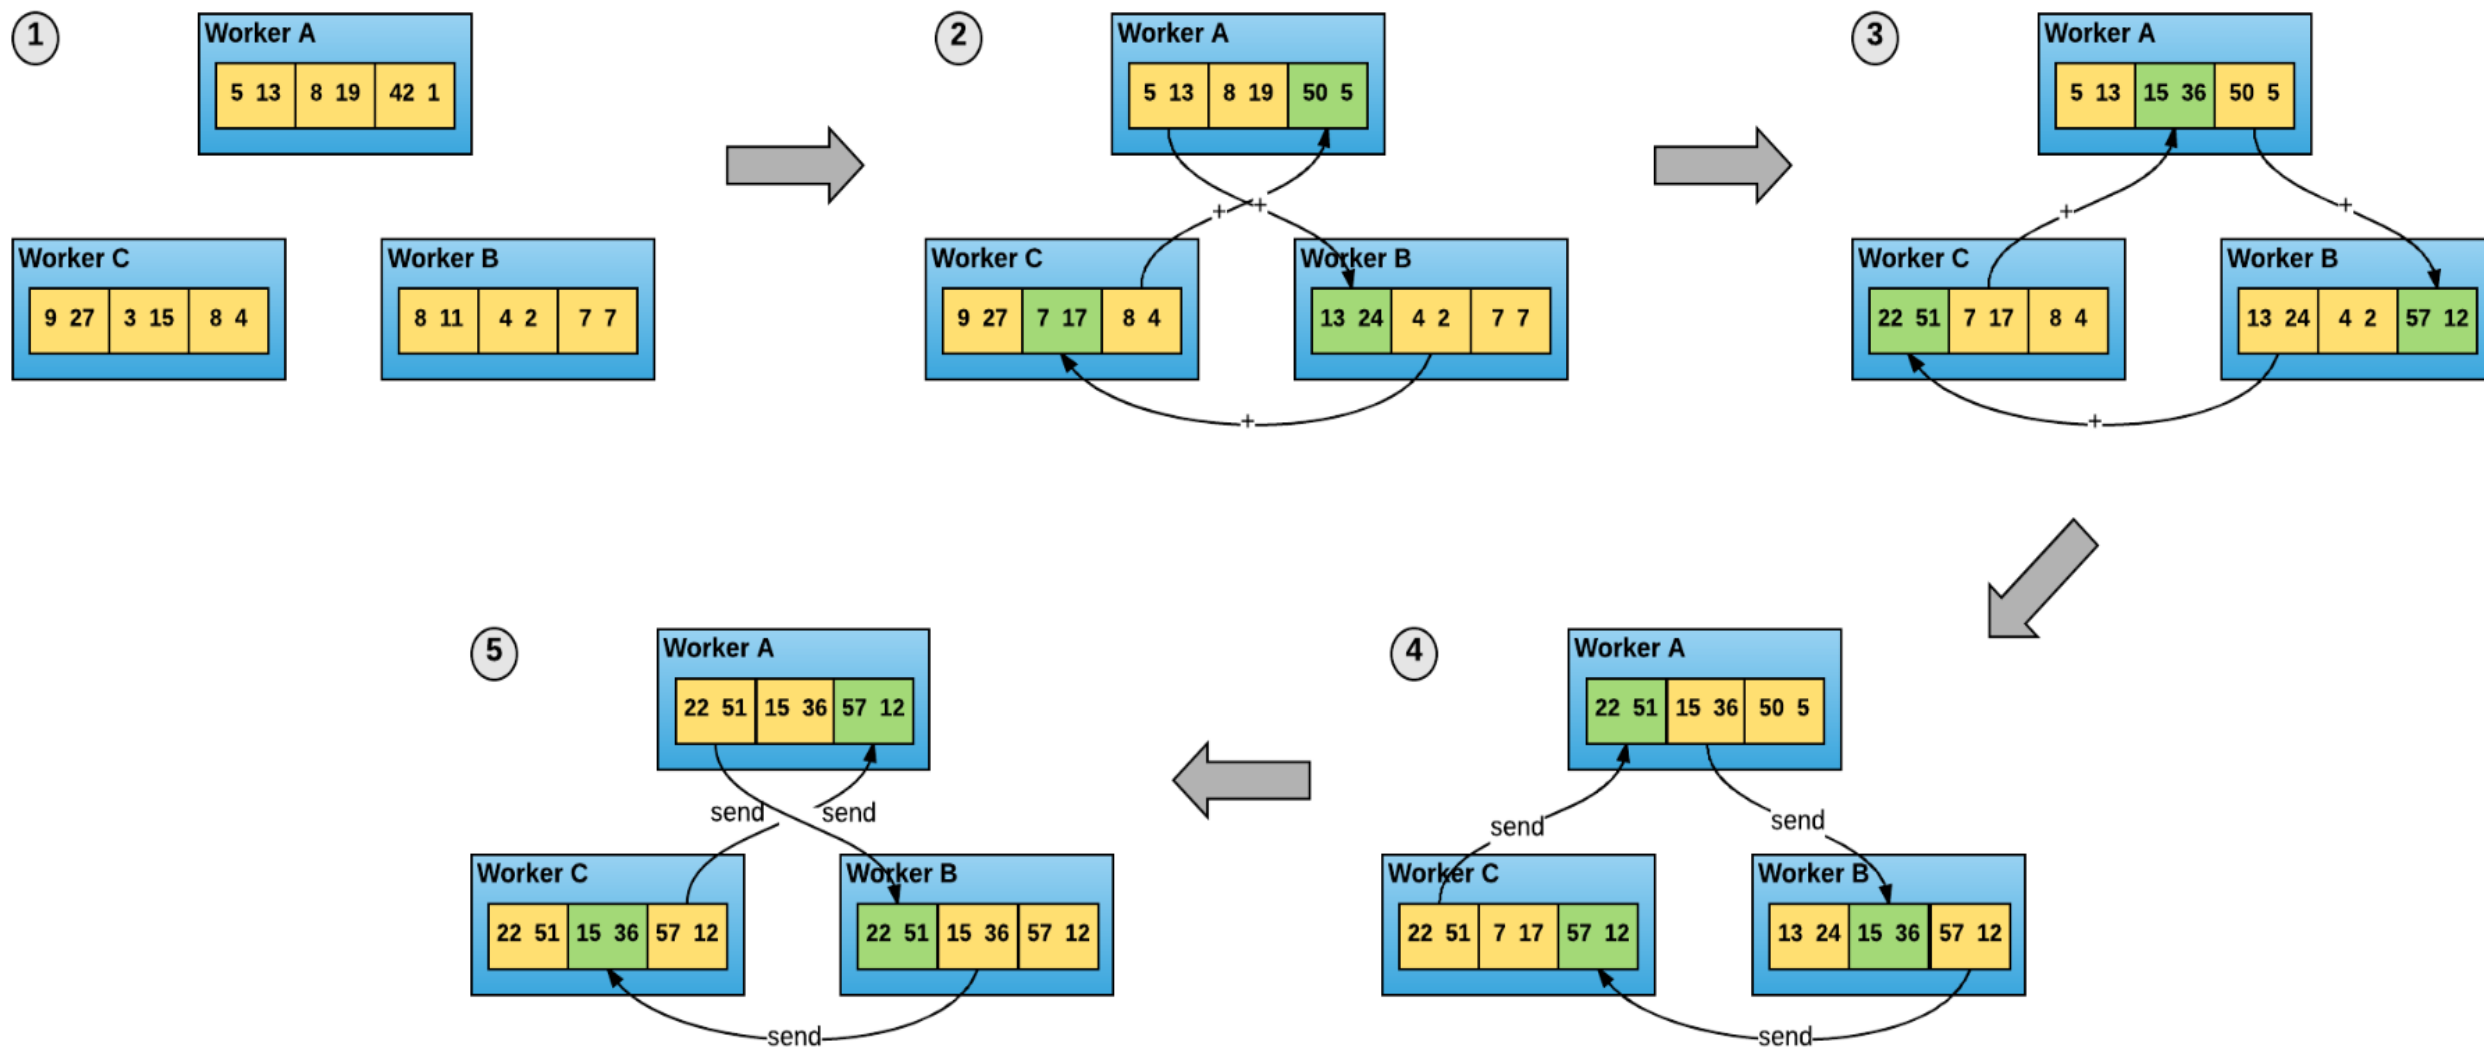 1
Worker A
5 13 8 19 42 1
Worker C
9 27 3 15 8 4
Worker B
8 11 4 2 7 7
2
Worker A
5 13 8 19 50 5
+ +
Worker C
9 27 7 17 8 4
Worker B
13 24 4 2 7 7
+
3
Worker A
5 13 15 36 50 5
+ +
Worker C
22 51 7 17 8 4
Worker B
13 24 4 2 57 12
+
4
Worker A
22 51 15 36 50 5
send send
Worker C
22 51 7 17 57 12
Worker B
13 24 15 36 57 12
send
5
Worker A
22 51 15 36 57 12
send send
Worker C
22 51 15 36 57 12
Worker B
22 51 15 36 57 12
send